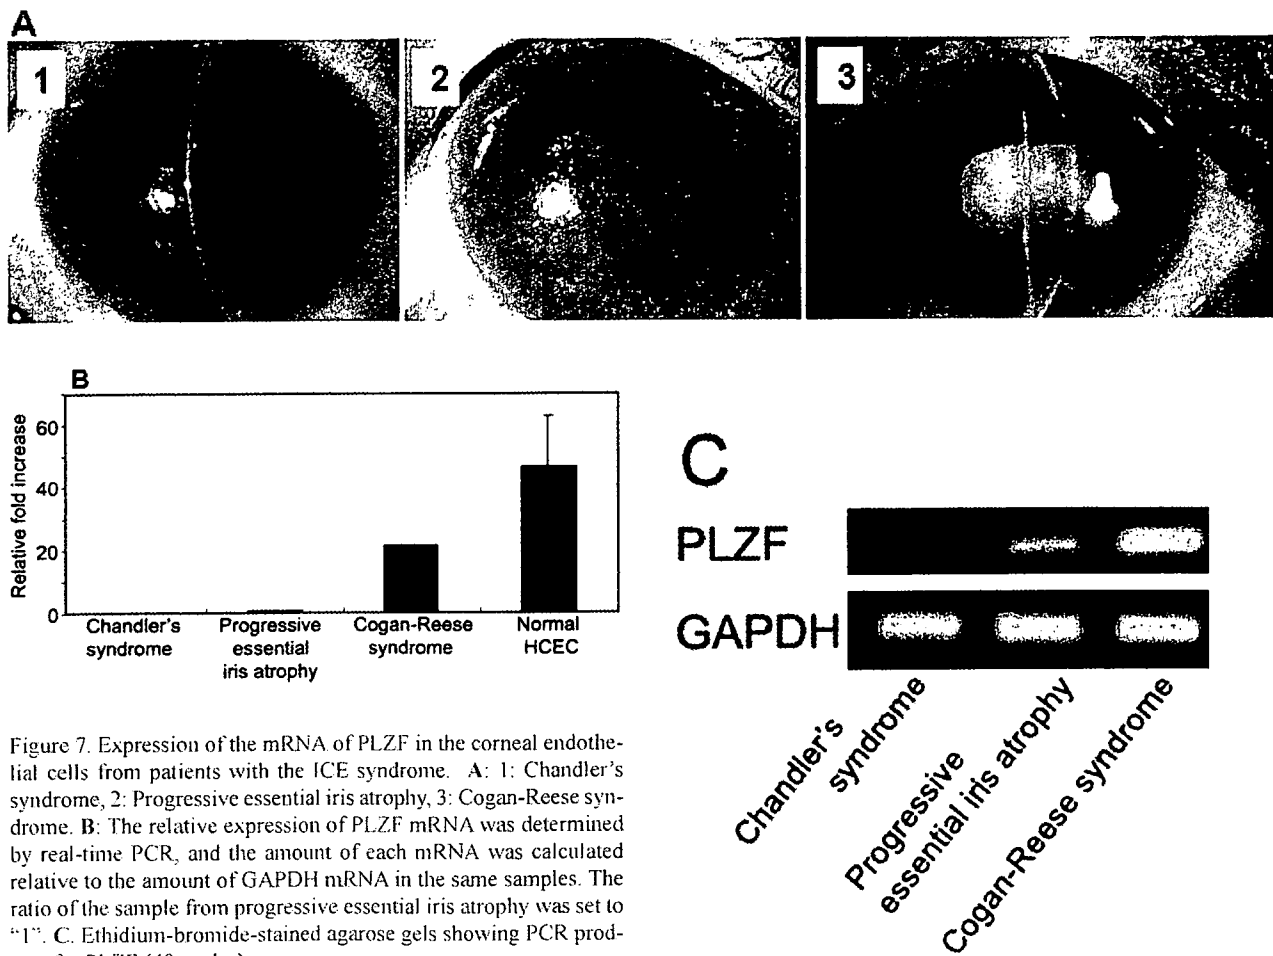 A
1
2
3
B
Relative fold increase
60
40
20
0
Chandler's
syndrome
Progressive
essential
iris atrophy
Cogan-Reese
syndrome
Normal
HCEC
C
PLZF
GAPDH
Chandler's
syndrome
Progressive
essential iris atrophy
Cogan-Reese syndrome
Figure 7. Expression of the mRNA of PLZF in the corneal endothe-
lial cells from patients with the ICE syndrome. A: 1: Chandler's
syndrome, 2: Progressive essential iris atrophy, 3: Cogan-Reese syn-
drome. B: The relative expression of PLZF mRNA was determined
by real-time PCR, and the amount of each mRNA was calculated
relative to the amount of GAPDH mRNA in the same samples. The
ratio of the sample from progressive essential iris atrophy was set to
“1”. C. Ethidium-bromide-stained agarose gels showing PCR prod-